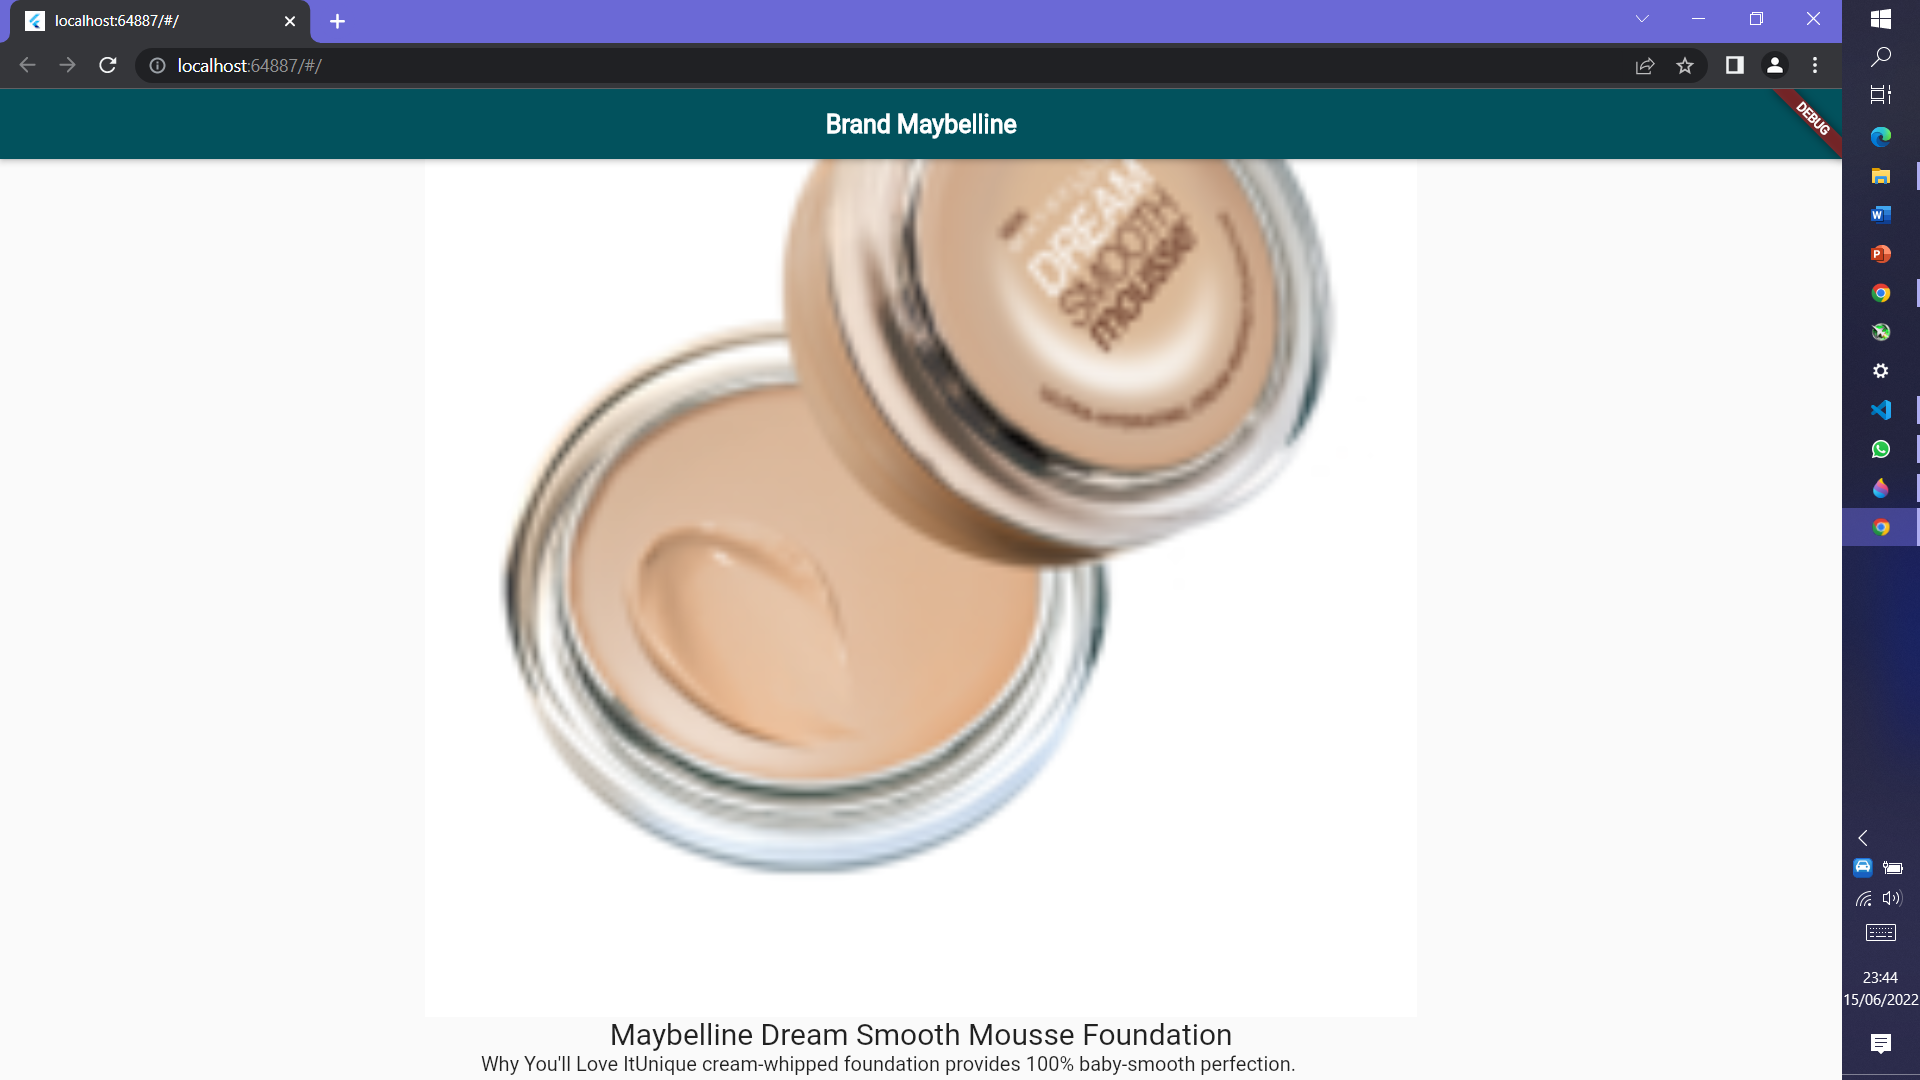 localhost:64887/#/
localhost:64887/#/
Brand Maybelline
DEBUG
DREAM
SMOOTH
mousse
Maybelline Dream Smooth Mousse Foundation
Why You'll Love ItUnique cream-whipped foundation provides 100% baby-smooth perfection.
23:44
15/06/2022